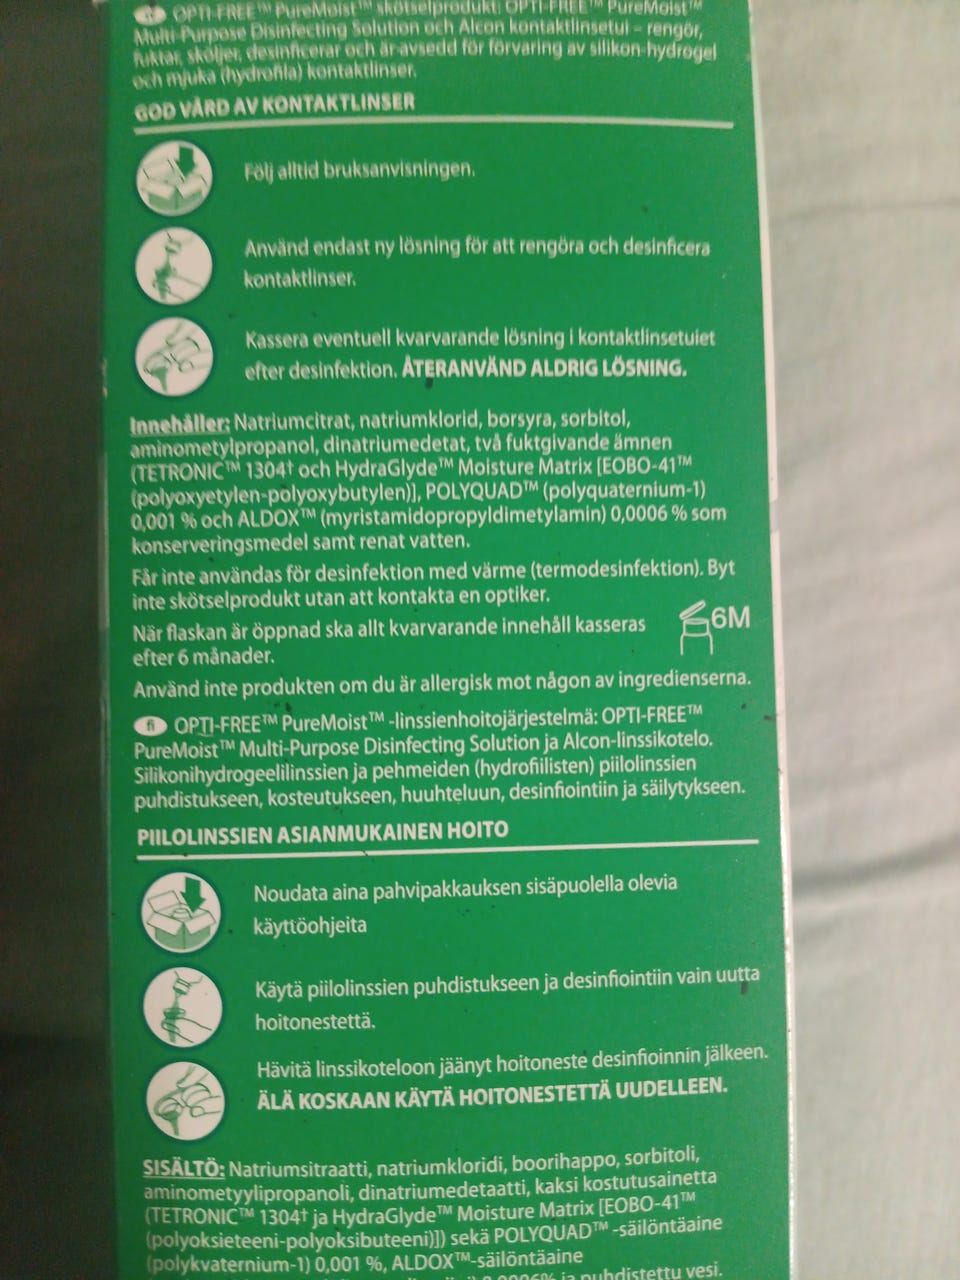 sv OPTI-FREE™ PureMoist™ skötselprodukt: OPTI-FREE™ PureMoist™
Multi-Purpose Disinfecting Solution och Alcon kontaktlinsetui – rengör,
fuktar, sköljer, desinficerar och är avsedd för förvaring av silikon-hydrogel
och mjuka (hydrofila) kontaktlinser.
GOD VÅRD AV KONTAKTLINSER
Följ alltid bruksanvisningen.
Använd endast ny lösning för att rengöra och desinficera
kontaktlinser.
Kassera eventuell kvarvarande lösning i kontaktlinsetuiet
efter desinfektion. ÅTERANVÄND ALDRIG LÖSNING.
Innehåller: Natriumcitrat, natriumklorid, borsyra, sorbitol,
aminometylpropanol, dinatriumedetat, två fuktgivande ämnen
(TETRONIC™ 1304† och HydraGlyde™ Moisture Matrix [EOBO-41™
(polyoxyetylen-polyoxybutylen)], POLYQUAD™ (polyquaternium-1)
0,001 % och ALDOX™ (myristamidopropyldimetylamin) 0,0006 % som
konserveringsmedel samt renat vatten.
Får inte användas för desinfektion med värme (termodesinfektion). Byt
inte skötselprodukt utan att kontakta en optiker.
När flaskan är öppnad ska allt kvarvarande innehåll kasseras
efter 6 månader.
6M
Använd inte produkten om du är allergisk mot någon av ingredienserna.
fi OPTI-FREE™ PureMoist™ -linssienhoitojärjestelmä: OPTI-FREE™
PureMoist™ Multi-Purpose Disinfecting Solution ja Alcon-linssikotelo.
Silikonihydrogeelilinssien ja pehmeiden (hydrofiilisten) piilolinssien
puhdistukseen, kosteutukseen, huuhteluun, desinfiointiin ja säilytykseen.
PIILOLINSSIEN ASIANMUKAINEN HOITO
Noudata aina pahvipakkauksen sisäpuolella olevia
käyttöohjeita
Käytä piilolinssien puhdistukseen ja desinfiointiin vain uutta
hoitonestettä.
Hävitä linssikoteloon jäänyt hoitoneste desinfioinnin jälkeen.
ÄLÄ KOSKAAN KÄYTÄ HOITONESTETTÄ UUDELLEEN.
SISÄLTÖ: Natriumsitraatti, natriumkloridi, boorihappo, sorbitoli,
aminometyylipropanoli, dinatriumedetaatti, kaksi kostutusainetta
(TETRONIC™ 1304† ja HydraGlyde™ Moisture Matrix [EOBO-41™
(polyoksieteeni-polyoksibuteeni)]) sekä POLYQUAD™ -säilöntäaine
(polykvaternium-1) 0,001 %, ALDOX™-säilöntäaine
0,0006% ja puhdistettu vesi.